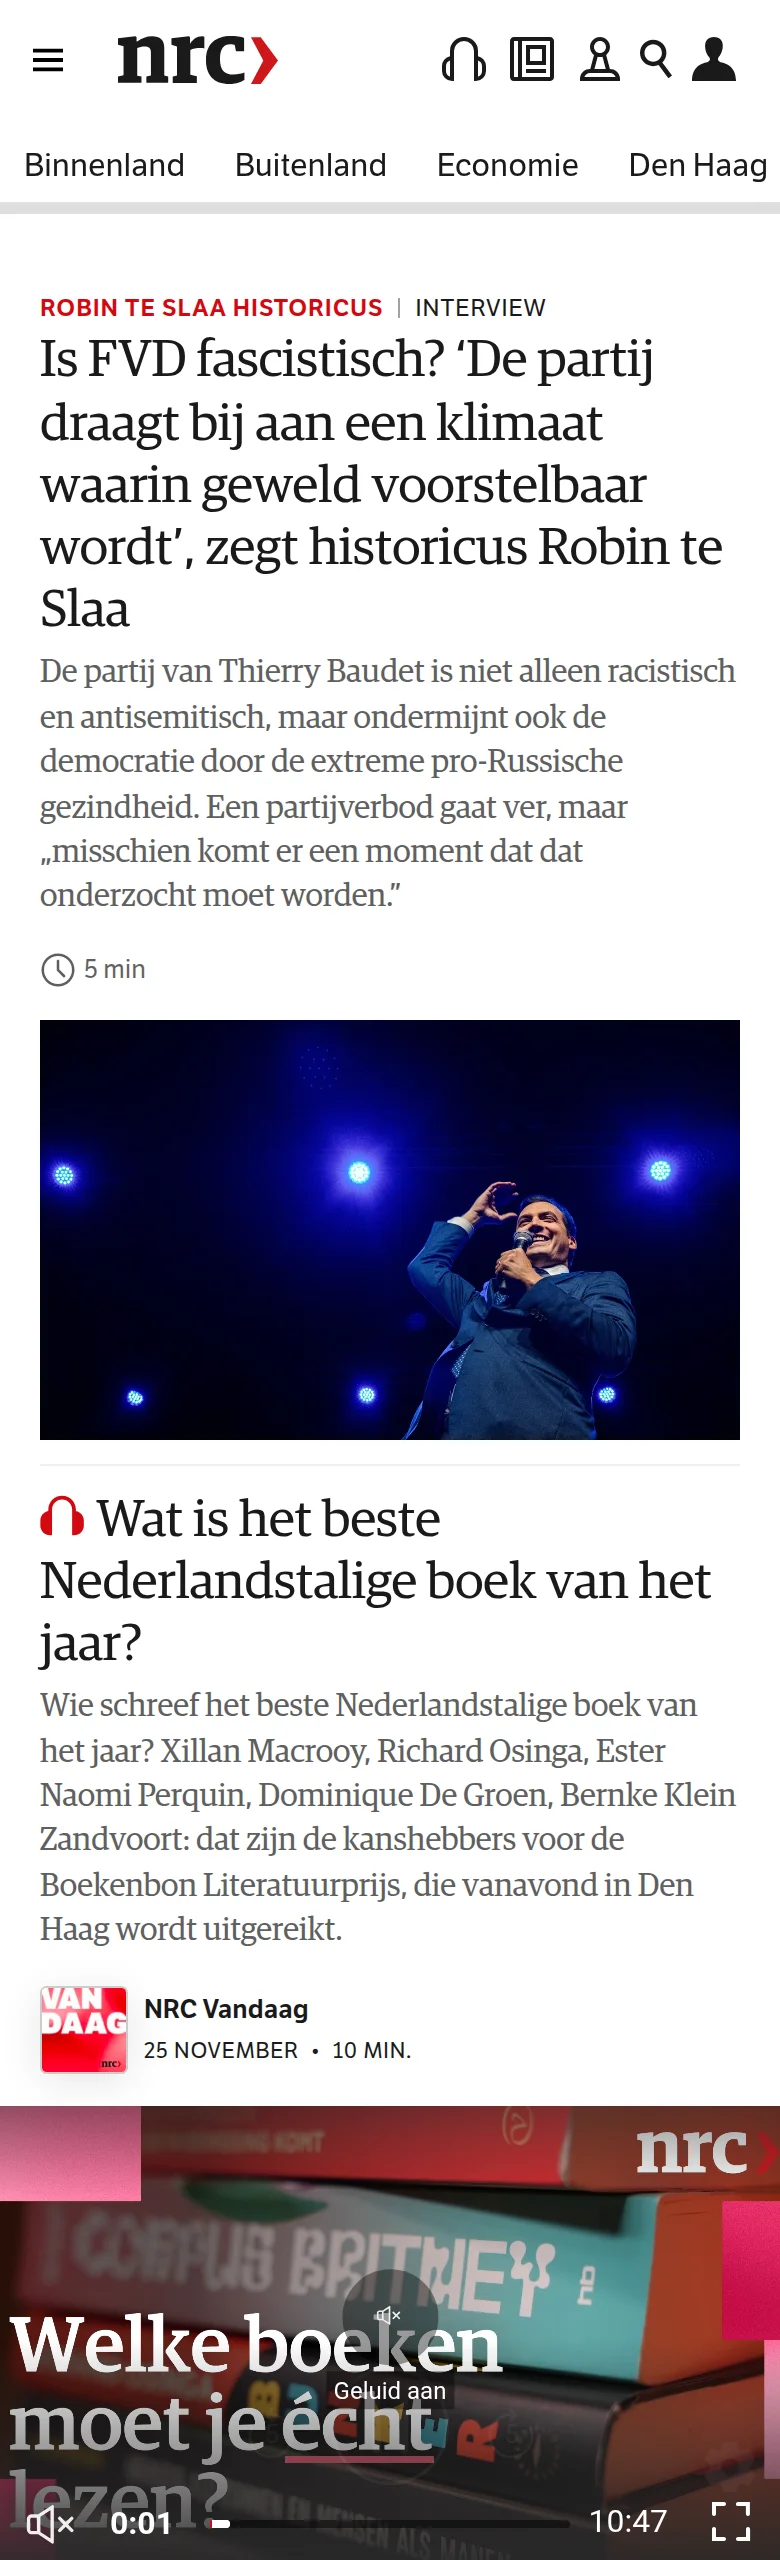 nrc
Binnenland Buitenland Economie Den Haag
ROBIN TE SLAA HISTORICUS | INTERVIEW
Is FVD fascistisch? ‘De partij
draagt bij aan een klimaat
waarin geweld voorstelbaar
wordt’, zegt historicus Robin te
Slaa
De partij van Thierry Baudet is niet alleen racistisch
en antisemitisch, maar ondermijnt ook de
democratie door de extreme pro-Russische
gezindheid. Een partijverbod gaat ver, maar
„misschien komt er een moment dat dat
onderzocht moet worden.”
5 min
Wat is het beste
Nederlandstalige boek van het
jaar?
Wie schreef het beste Nederlandstalige boek van
het jaar? Xillan Macrooy, Richard Osinga, Ester
Naomi Perquin, Dominique De Groen, Bernke Klein
Zandvoort: dat zijn de kanshebbers voor de
Boekenbon Literatuurprijs, die vanavond in Den
Haag wordt uitgereikt.
VAN
DAAG
nrc
NRC Vandaag
25 NOVEMBER • 10 MIN.
nrc
CORPUS BRITNEY
Welke boeken
Geluid aan
moet je écht
lezen?
EN MENSEN ALS
0:01 10:47